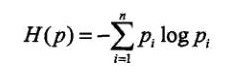 H(p) = -∑_{i=1}^{n} p_i log p_i